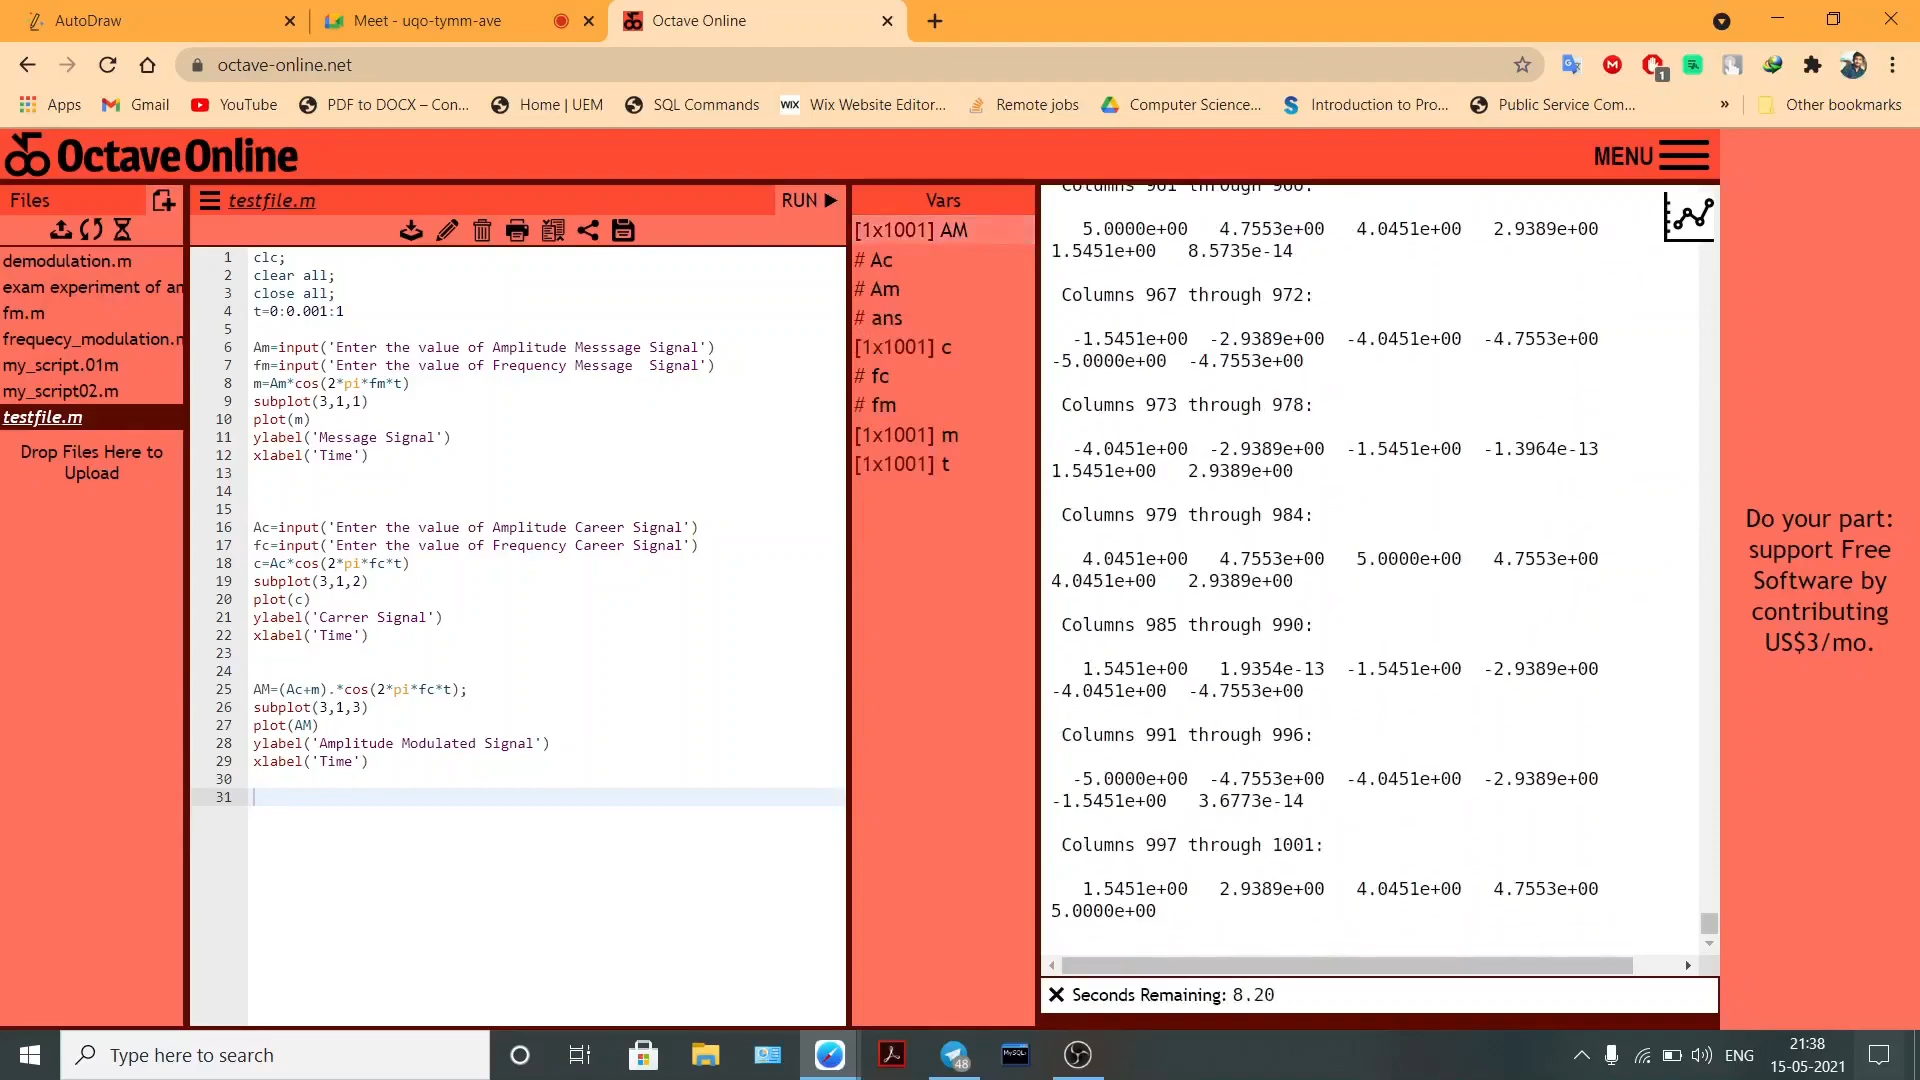 AutoDraw
Meet - uqo-tymm-ave
Octave Online
octave-online.net
1
Apps
Gmail
YouTube
PDF to DOCX – Con...
Home | UEM
SQL Commands
WIX Wix Website Editor...
Remote jobs
Computer Science...
Introduction to Pro...
Public Service Com...
»
Other bookmarks
Octave Online
MENU
Files
demodulation.m
exam experiment of am
fm.m
frequecy_modulation.m
my_script.01m
my_script02.m
testfile.m
Drop Files Here to
Upload
testfile.m
RUN
1 clc;
2 clear all;
3 close all;
4 t=0:0.001:1
5
6 Am=input('Enter the value of Amplitude Messsage Signal')
7 fm=input('Enter the value of Frequency Message  Signal')
8 m=Am*cos(2*pi*fm*t)
9 subplot(3,1,1)
10 plot(m)
11 ylabel('Message Signal')
12 xlabel('Time')
13
14
15
16 Ac=input('Enter the value of Amplitude Career Signal')
17 fc=input('Enter the value of Frequency Career Signal')
18 c=Ac*cos(2*pi*fc*t)
19 subplot(3,1,2)
20 plot(c)
21 ylabel('Carrer Signal')
22 xlabel('Time')
23
24
25 AM=(Ac+m).*cos(2*pi*fc*t);
26 subplot(3,1,3)
27 plot(AM)
28 ylabel('Amplitude Modulated Signal')
29 xlabel('Time')
30
31
Vars
[1x1001] AM
# Ac
# Am
# ans
[1x1001] c
# fc
# fm
[1x1001] m
[1x1001] t
Columns 961 through 966:
5.0000e+00 4.7553e+00 4.0451e+00 2.9389e+00
1.5451e+00 8.5735e-14
Columns 967 through 972:
-1.5451e+00 -2.9389e+00 -4.0451e+00 -4.7553e+00
-5.0000e+00 -4.7553e+00
Columns 973 through 978:
-4.0451e+00 -2.9389e+00 -1.5451e+00 -1.3964e-13
1.5451e+00 2.9389e+00
Columns 979 through 984:
4.0451e+00 4.7553e+00 5.0000e+00 4.7553e+00
4.0451e+00 2.9389e+00
Columns 985 through 990:
1.5451e+00 1.9354e-13 -1.5451e+00 -2.9389e+00
-4.0451e+00 -4.7553e+00
Columns 991 through 996:
-5.0000e+00 -4.7553e+00 -4.0451e+00 -2.9389e+00
-1.5451e+00 3.6773e-14
Columns 997 through 1001:
1.5451e+00 2.9389e+00 4.0451e+00 4.7553e+00
5.0000e+00
Seconds Remaining: 8.20
Do your part:
support Free
Software by
contributing
US$3/mo.
Type here to search
48
MySQL
ENG
21:38
15-05-2021